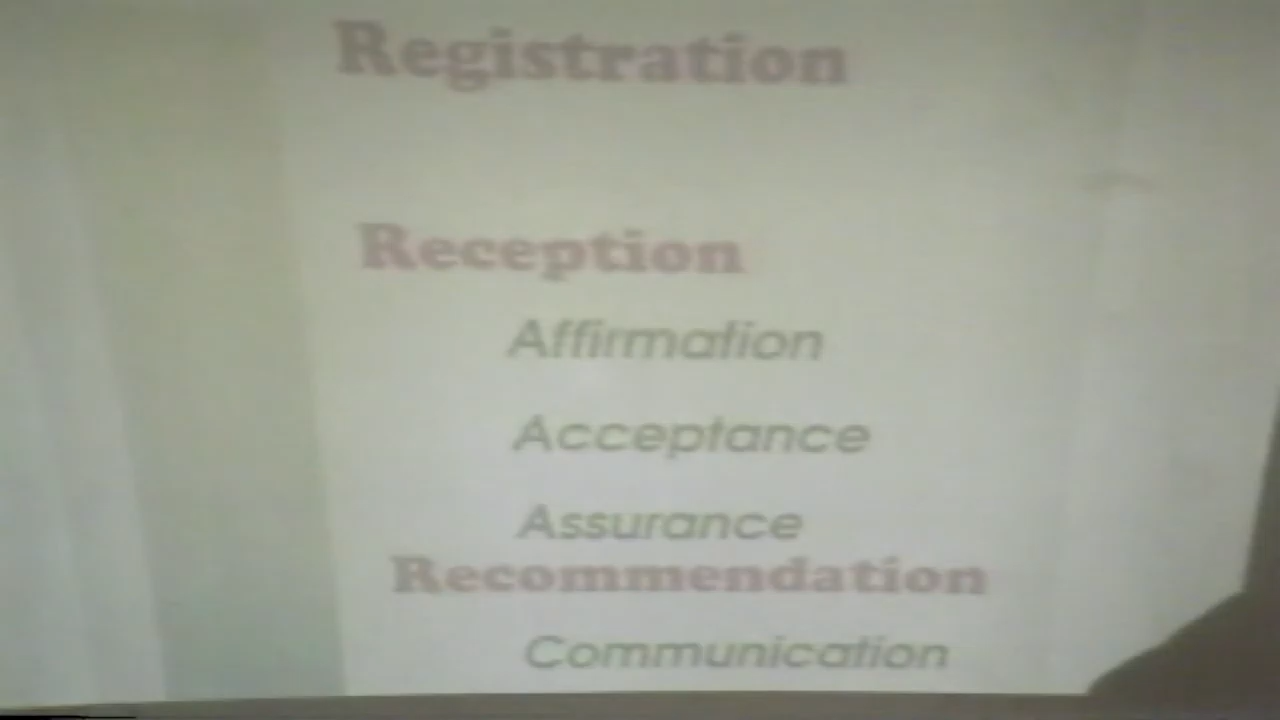 Registration
Reception
Affirmation
Acceptance
Assurance
Recommendation
Communication